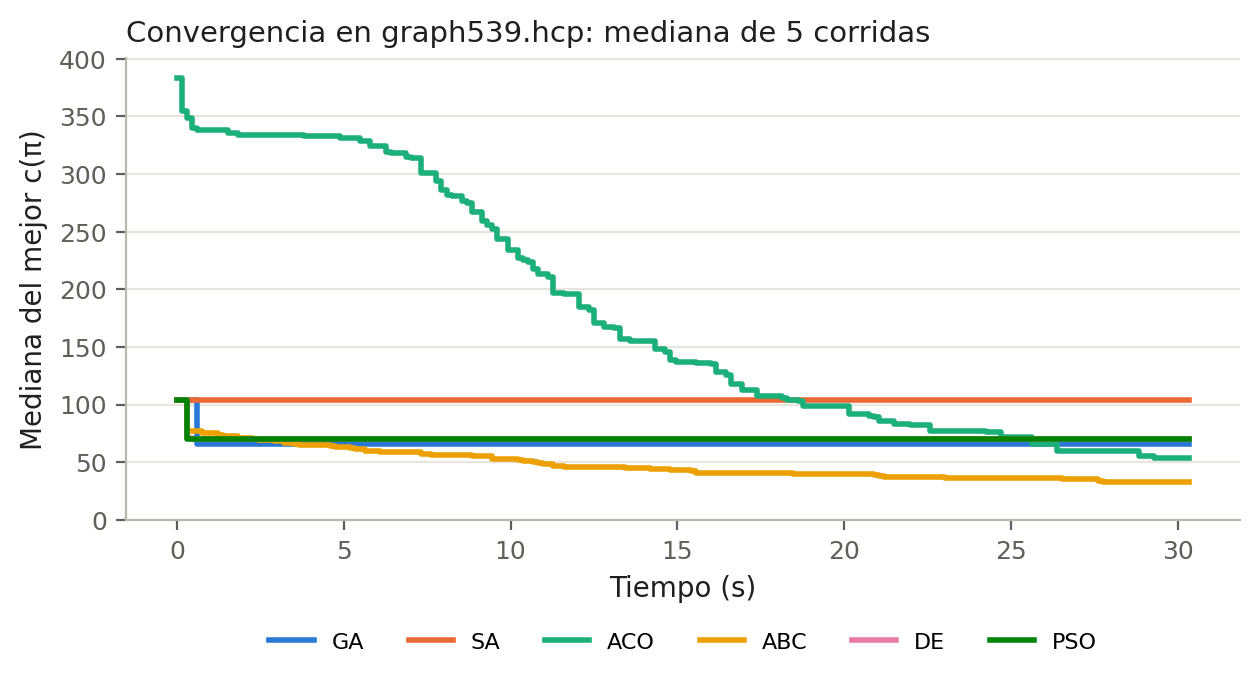 Convergencia en graph539.hcp: mediana de 5 corridas
Mediana del mejor c(π)
400
350
300
250
200
150
100
50
0
0 5 10 15 20 25 30
Tiempo (s)
GA SA ACO ABC DE PSO